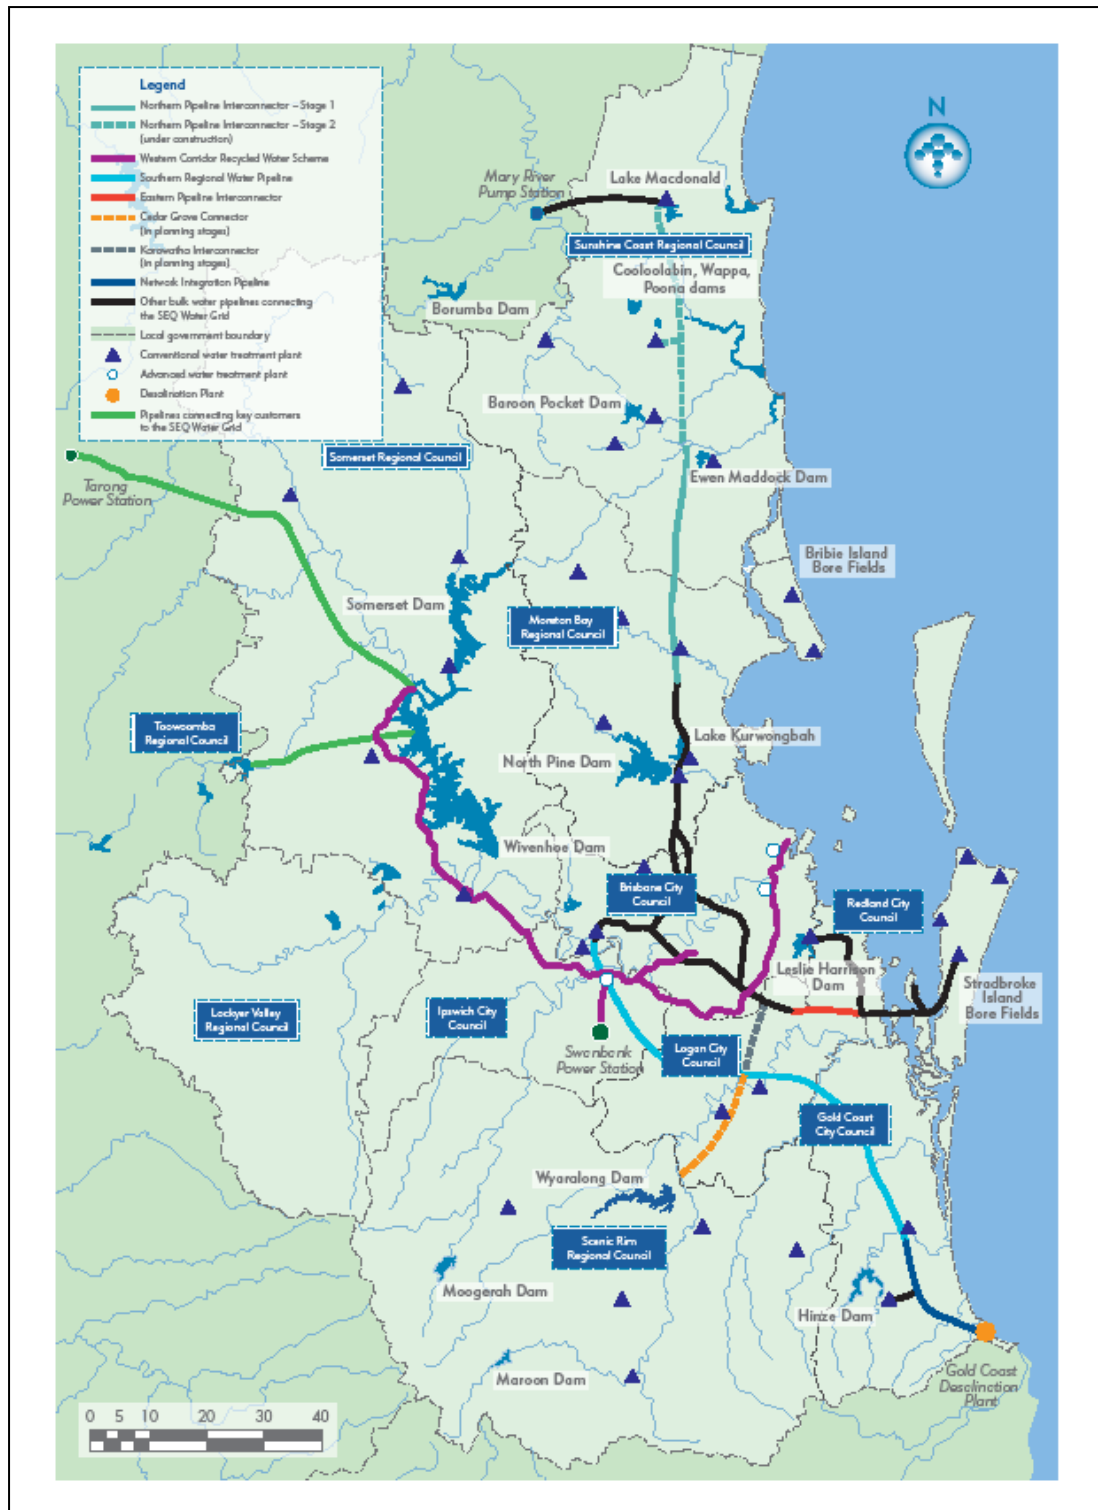 Legend
Northern Pipeline Interconnector – Stage 1
Northern Pipeline Interconnector – Stage 2
(under construction)
Western Corridor Recycled Water Scheme
Southern Regional Water Pipeline
Eastern Pipeline Interconnector
Cedar Grove Connector
(in planning stages)
Karawatha Interconnector
(in planning stages)
Network Integration Pipeline
Other bulk water pipelines connecting
the SEQ Water Grid
Local government boundary
Conventional water treatment plant
Advanced water treatment plant
Desalination Plant
Pipelines connecting key customers
to the SEQ Water Grid
N
Mary River
Pump Station
Lake Macdonald
Sunshine Coast Regional Council
Cooloolabin, Wappa,
Poona dams
Borumba Dam
Baroon Pocket Dam
Somerset Regional Council
Ewen Maddock Dam
Tarong
Power Station
Bribie Island
Bore Fields
Somerset Dam
Moreton Bay
Regional Council
Toowoomba
Regional Council
Lake Kurwongbah
North Pine Dam
Wivenhoe Dam
Brisbane City
Council
Redland City
Council
Leslie Harrison
Dam
Stradbroke
Island
Bore Fields
Lockyer Valley
Regional Council
Ipswich City
Council
Swanbank
Power Station
Logan City
Council
Gold Coast
City Council
Wyaralong Dam
Scenic Rim
Regional Council
Moogerah Dam
Hinze Dam
Maroon Dam
Gold Coast
Desalination
Plant
0 5 10 20 30 40